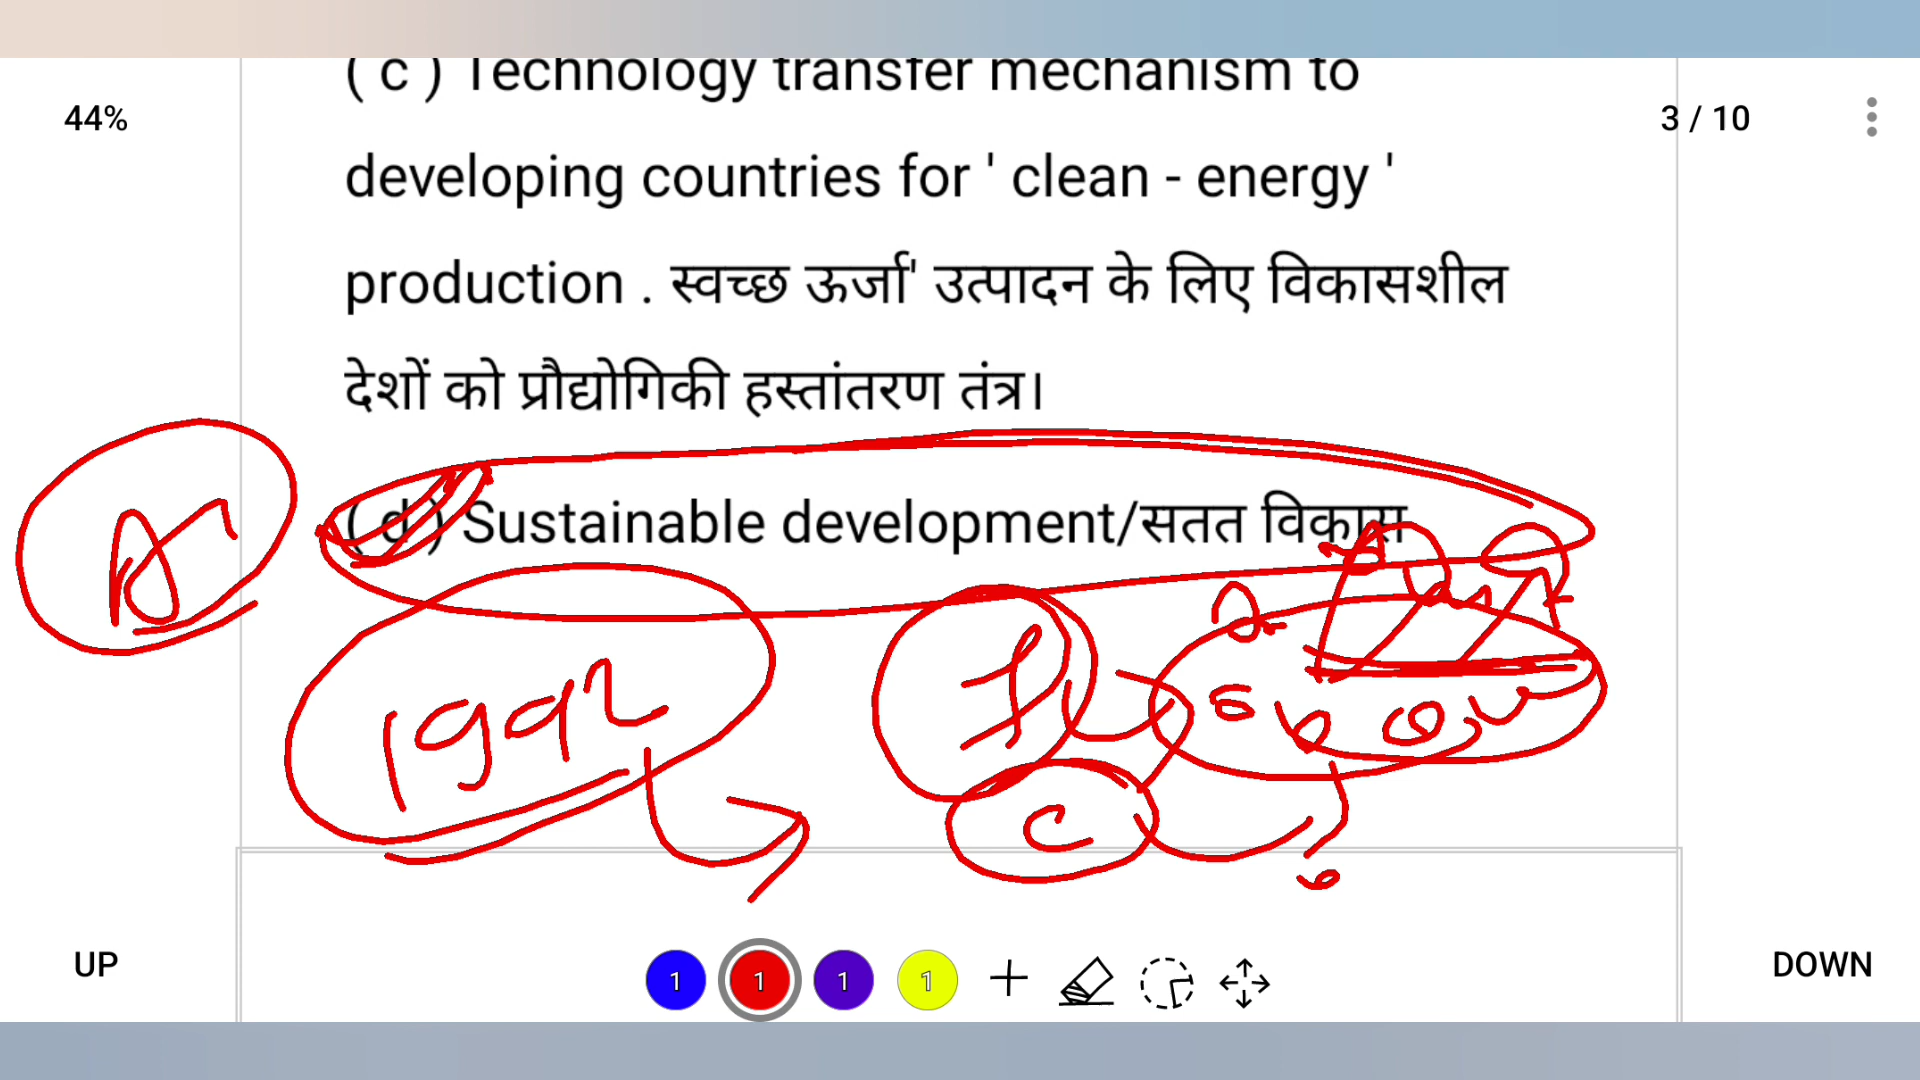 ( c ) Technology transfer mechanism to
44%
3 / 10
developing countries for ' clean - energy '
production . स्वच्छ ऊर्जा' उत्पादन के लिए विकासशील
देशों को प्रौद्योगिकी हस्तांतरण तंत्र।
( d ) Sustainable development/सतत विकास
1992
C
UP
1 1 1 1
DOWN